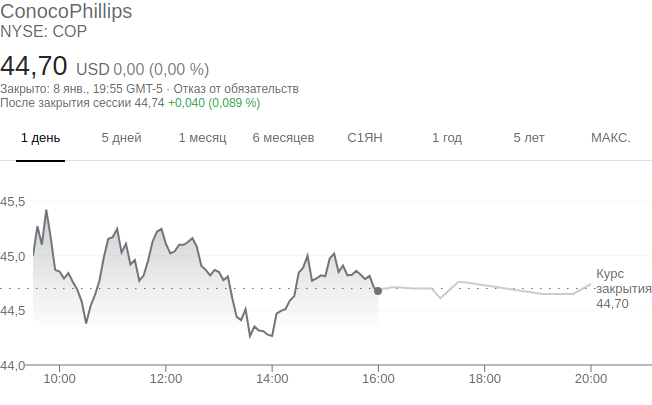 ConocoPhillips
NYSE: COP
44,70 USD 0,00 (0,00 %)
Закрыто: 8 янв., 19:55 GMT-5 · Отказ от обязательств
После закрытия сессии 44,74 +0,040 (0,089 %)
1 день 5 дней 1 месяц 6 месяцев С1ЯН 1 год 5 лет МАКС.
45,5
45,0
44,5
44,0
Курс
закрытия
44,70
10:00 12:00 14:00 16:00 18:00 20:00